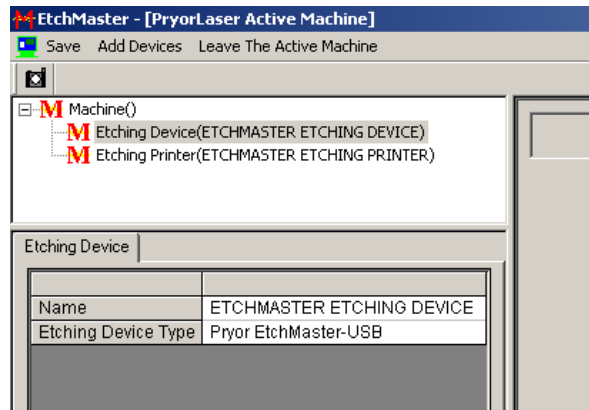 EtchMaster - [PryorLaser Active Machine]
Save Add Devices Leave The Active Machine
Machine()
Etching Device(ETCHMASTER ETCHING DEVICE)
Etching Printer(ETCHMASTER ETCHING PRINTER)
Etching Device
Name ETCHMASTER ETCHING DEVICE
Etching Device Type Pryor EtchMaster-USB